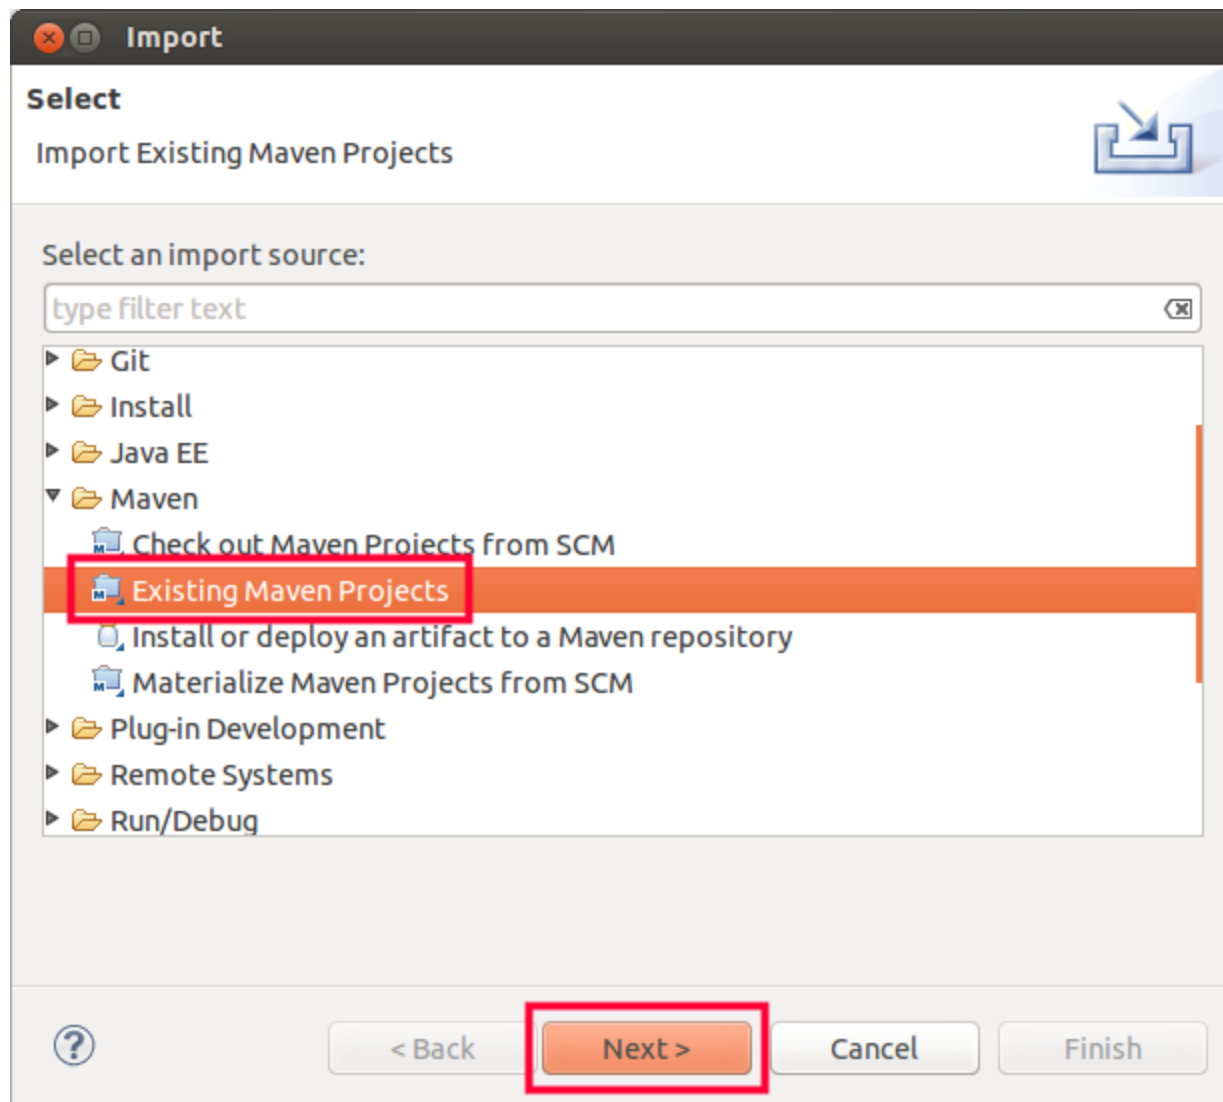 Import
Select
Import Existing Maven Projects
Select an import source:
type filter text
Git
Install
Java EE
Maven
Check out Maven Projects from SCM
Existing Maven Projects
Install or deploy an artifact to a Maven repository
Materialize Maven Projects from SCM
Plug-in Development
Remote Systems
Run/Debug
< Back Next > Cancel Finish